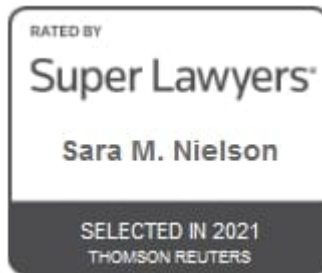 RATED BY
Super Lawyers®
Sara M. Nielson
SELECTED IN 2021
THOMSON REUTERS